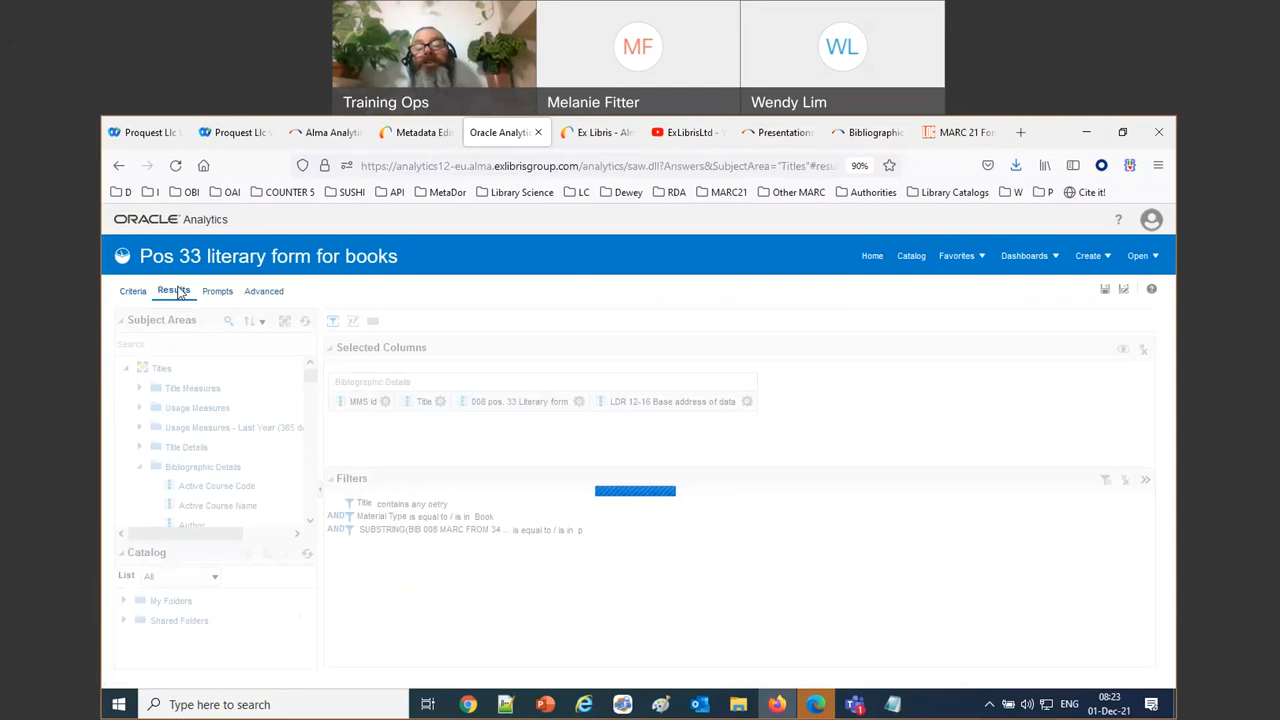 MF
WL
Training Ops
Melanie Fitter
Wendy Lim
Proquest Llc
Proquest Llc
Alma Analyti
Metadata Edi
Oracle Analytic
Ex Libris - Alm
ExLibrisLtd -
Presentations
Bibliographic
MARC 21 Fon
https://analytics12-eu.alma.exlibrisgroup.com/analytics/saw.dll?Answers&SubjectArea="Titles"#resu
90%
D
I
OBI
OAI
COUNTER 5
SUSHI
API
MetaDor
Library Science
LC
Dewey
RDA
MARC21
Other MARC
Authorities
Library Catalogs
W
P
Cite it!
ORACLE Analytics
Pos 33 literary form for books
Home
Catalog
Favorites
Dashboards
Create
Open
Criteria
Results
Prompts
Advanced
Subject Areas
Search
Titles
Title Measures
Usage Measures
Usage Measures - Last Year (365 da
Title Details
Bibliographic Details
Active Course Code
Active Course Name
Author
Catalog
List All
My Folders
Shared Folders
Selected Columns
Bibliographic Details
MMS Id
Title
008 pos. 33 Literary form
LDR 12-16 Base address of data
Filters
Title contains any oetry
AND Material Type is equal to / is in Book
AND SUBSTRING(BIB 008 MARC FROM 34 ... is equal to / is in p
Type here to search
ENG
08:23
01-Dec-21